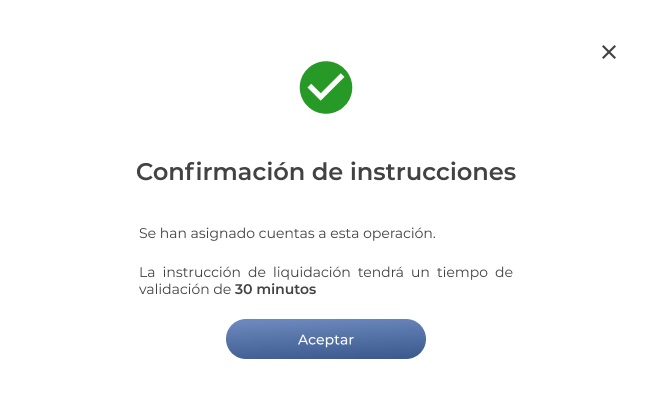 Confirmación de instrucciones
Se han asignado cuentas a esta operación.
La instrucción de liquidación tendrá un tiempo de
validación de 30 minutos
Aceptar